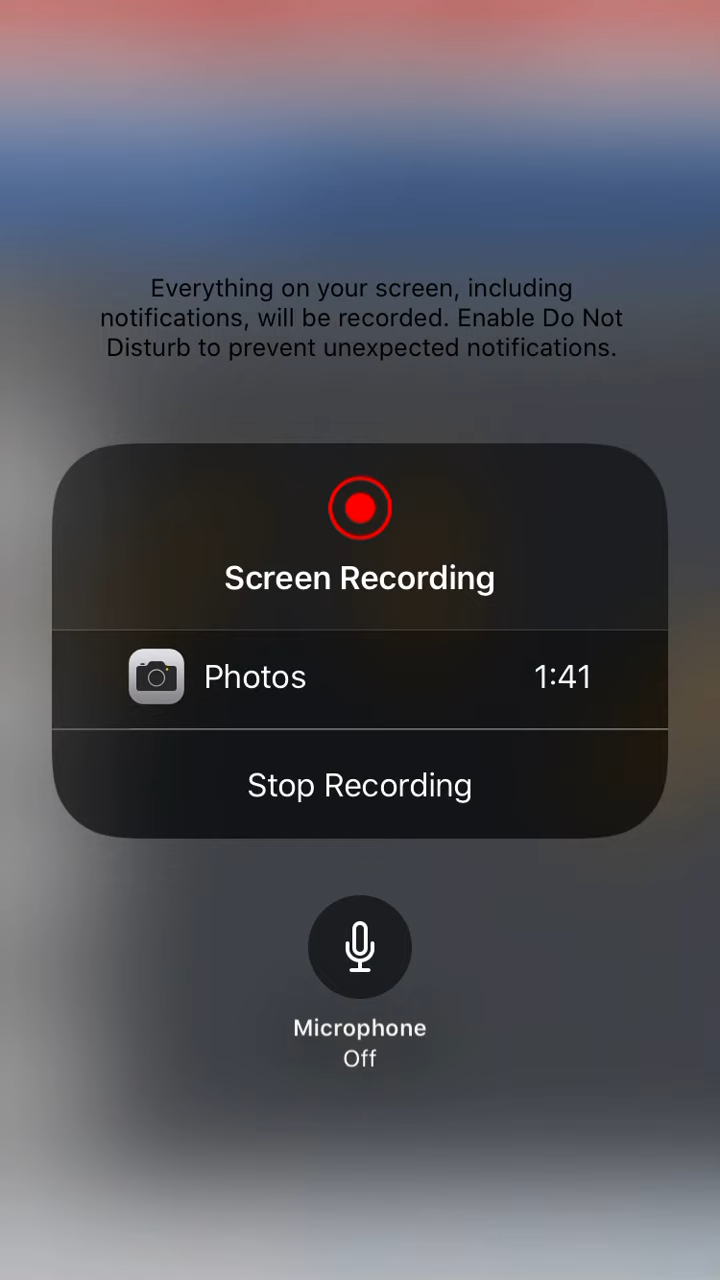 Everything on your screen, including
notifications, will be recorded. Enable Do Not
Disturb to prevent unexpected notifications.
Screen Recording
Photos 1:41
Stop Recording
Microphone
Off